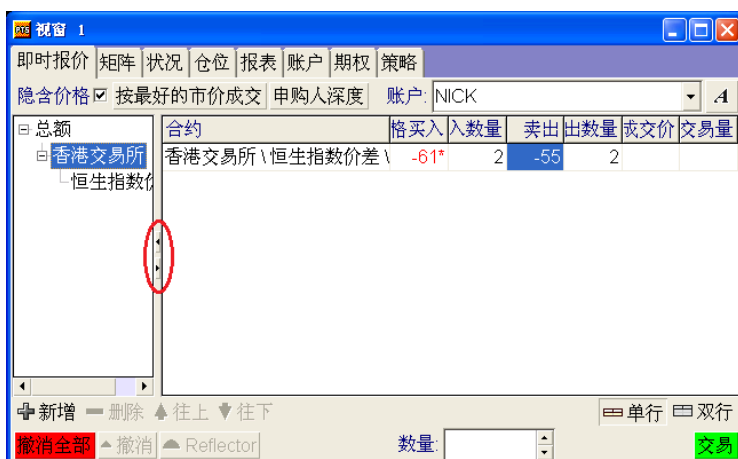 视窗 1
即时报价 矩阵 状况 仓位 报表 账户 期权 策略
隐含价格 按最好的市价成交 申购人深度 账户: NICK A
总额 合约 格买入 入数量 卖出 出数量 交价 交易量
香港交易所 香港交易所 \ 恒生指数价差 \ -61* 2 -55 2
恒生指数
新增 删除 往上 往下 单行 双行
撤消全部 撤消 Reflector 数量: 交易